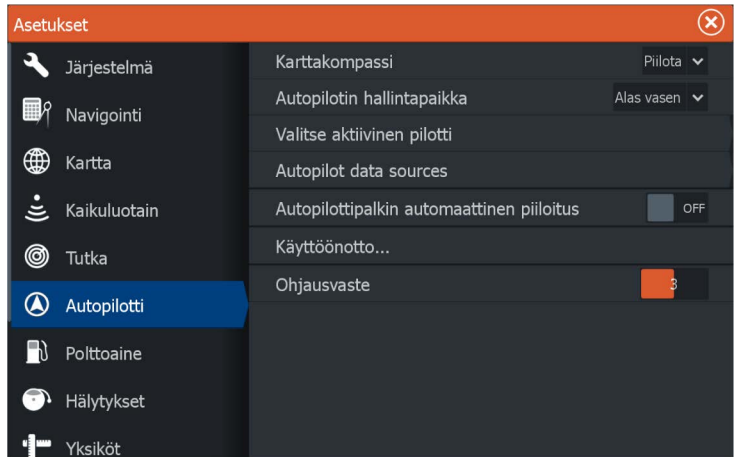 Asetukset
Järjestelmä
Navigointi
Kartta
Kaikuluotain
Tutka
Autopilotti
Polttoaine
Hälytykset
Yksiköt
Karttakompassi Piilota
Autopilotin hallintapaikka Alas vasen
Valitse aktiivinen pilotti
Autopilot data sources
Autopilottipalkin automaattinen piiloitus OFF
Käyttöönotto...
Ohjausvaste 3